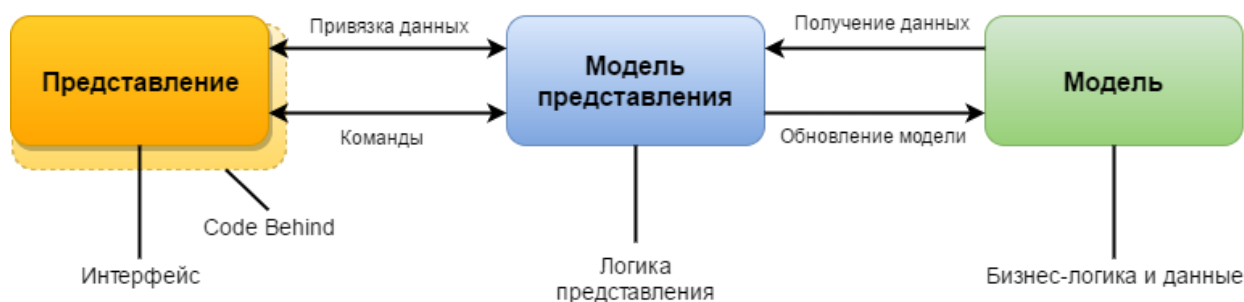 Привязка данных
Получение данных
Представление
Модель
представления
Модель
Команды
Обновление модели
Code Behind
Интерфейс
Логика
представления
Бизнес-логика и данные